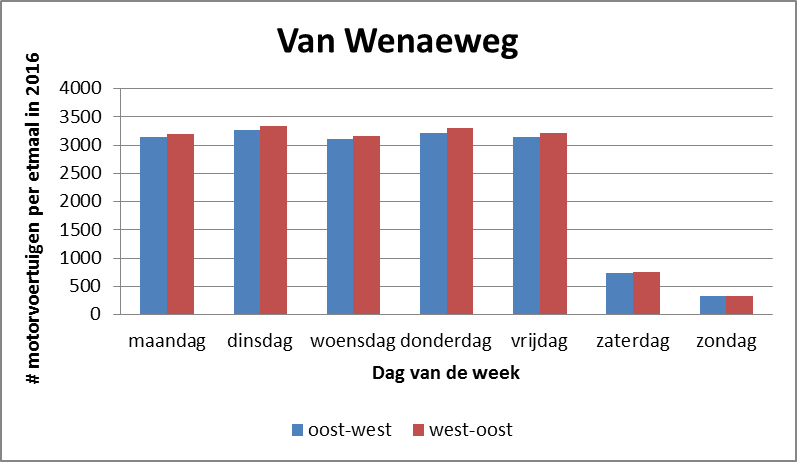 Van Wenaeweg
# motorvoertuigen per etmaal in 2016
4000
3500
3000
2500
2000
1500
1000
500
0
maandag dinsdag woensdag donderdag vrijdag zaterdag zondag
Dag van de week
oost-west west-oost